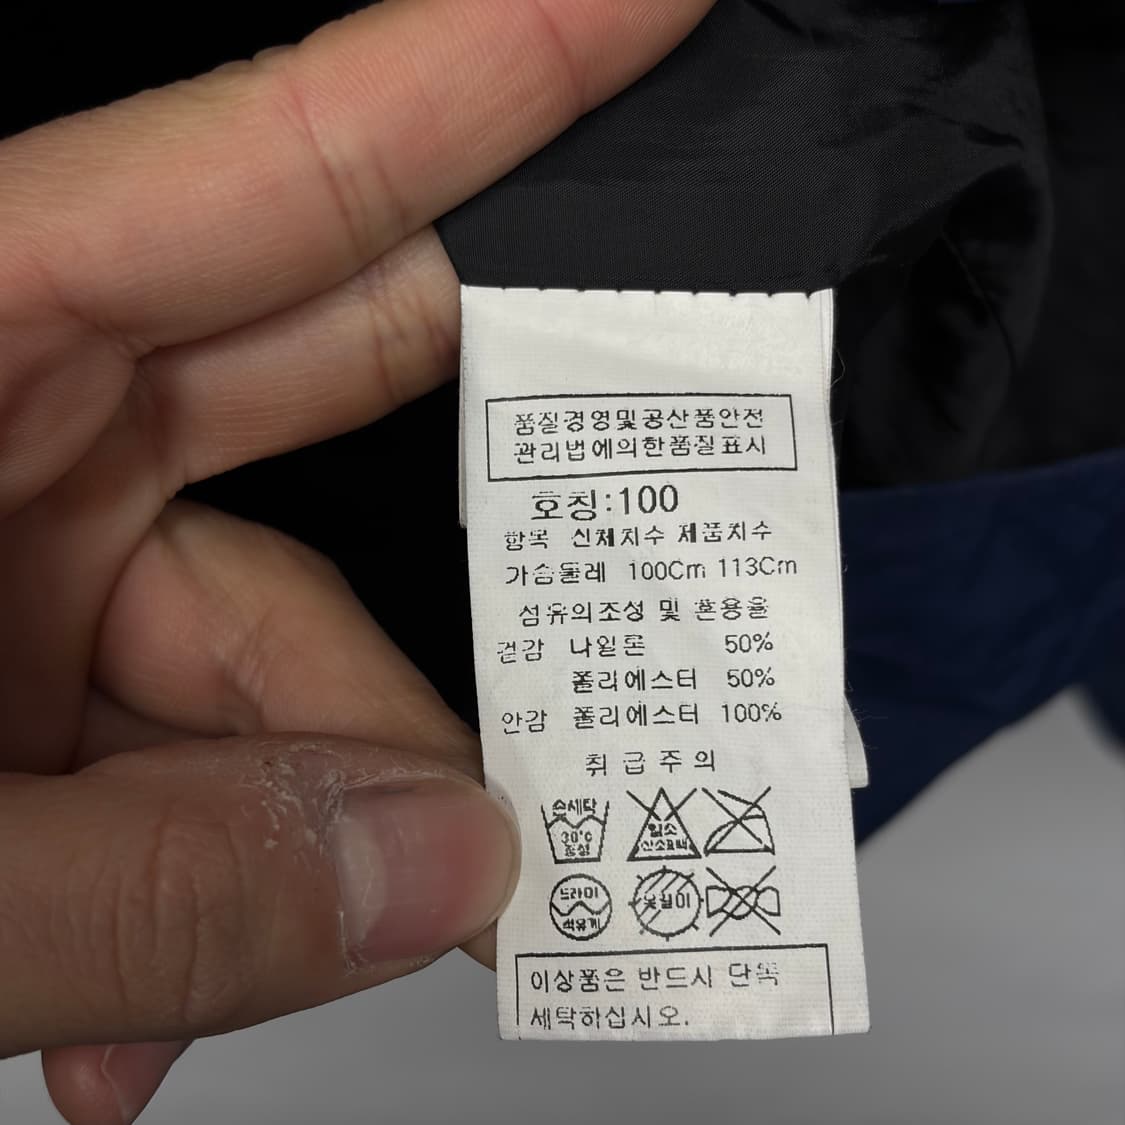 품질경영및공산품안전
관리법에의한품질표시
호칭:100
항목 신체치수 제품치수
가슴둘레 100Cm 113Cm
섬유의조성 및 혼용율
겉감 나일론 50%
폴리에스터 50%
안감 폴리에스터 100%
취급주의
손세탁
30℃
중성
염소
산소표백
드라이
석유계
옷걸이
이상품은 반드시 단독
세탁하십시오.